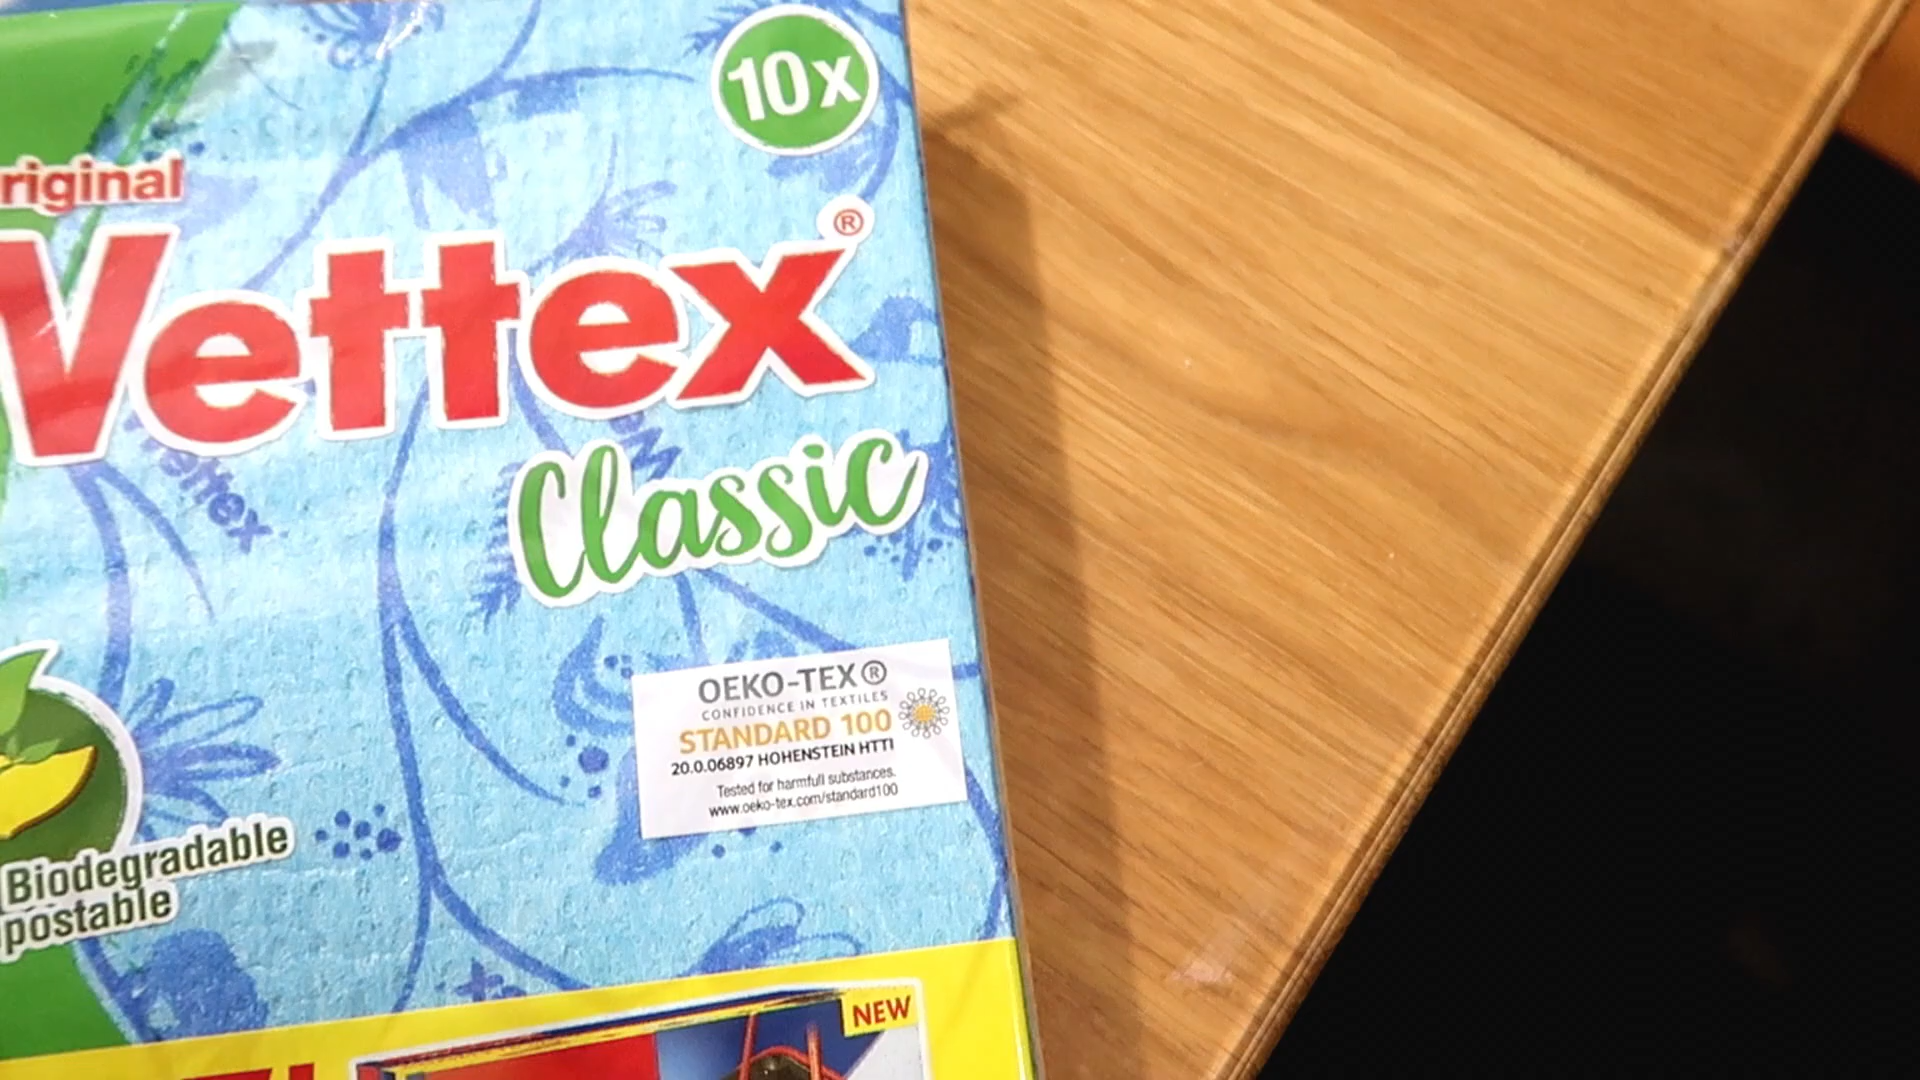 10x
riginal
Vettex®
Classic
vettex
OEKO-TEX®
CONFIDENCE IN TEXTILES
STANDARD 100
20.0.06897 HOHENSTEIN HTTI
Tested for harmfull substances.
www.oeko-tex.com/standard100
Biodegradable
postable
NEW